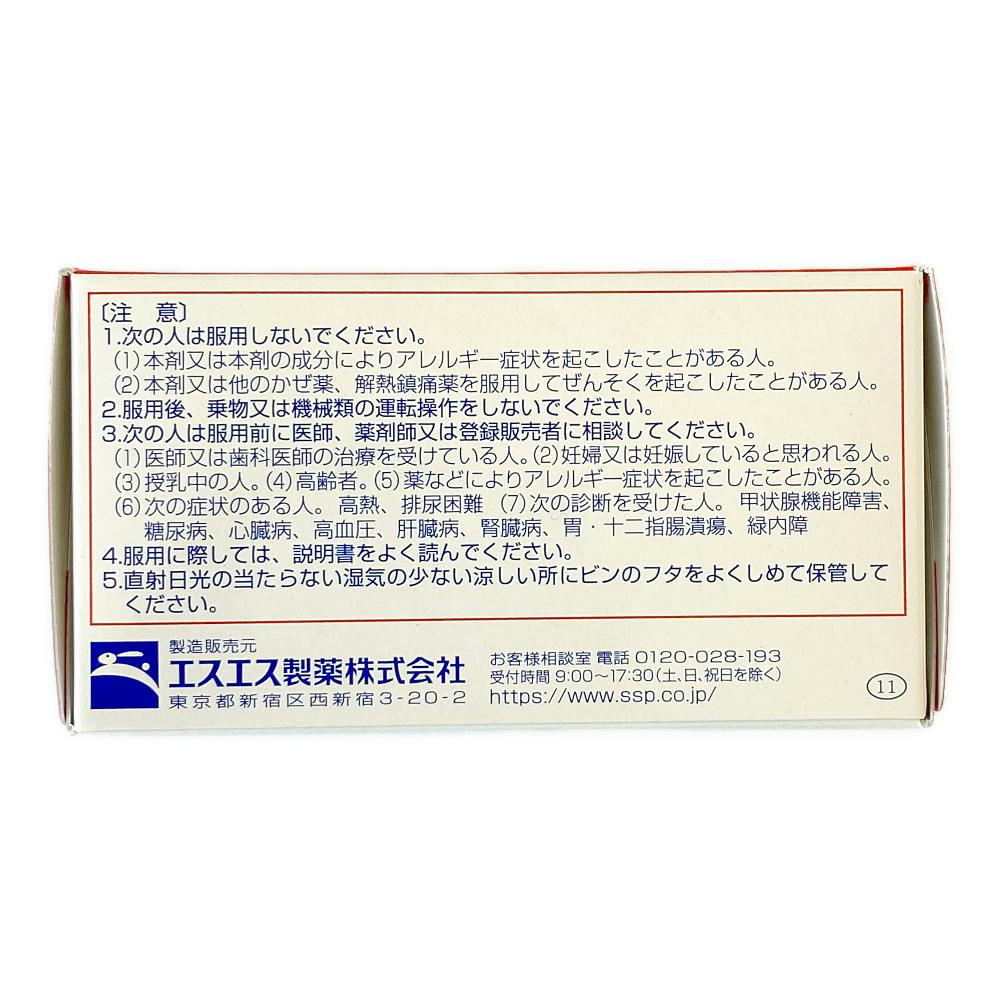 〔注　意〕
1.次の人は服用しないでください。
(1)本剤又は本剤の成分によりアレルギー症状を起こしたことがある人。
(2)本剤又は他のかぜ薬、解熱鎮痛薬を服用してぜんそくを起こしたことがある人。
2.服用後、乗物又は機械類の運転操作をしないでください。
3.次の人は服用前に医師、薬剤師又は登録販売者に相談してください。
(1)医師又は歯科医師の治療を受けている人。(2)妊婦又は妊娠していると思われる人。
(3)授乳中の人。(4)高齢者。(5)薬などによりアレルギー症状を起こしたことがある人。
(6)次の症状のある人。高熱、排尿困難 (7)次の診断を受けた人。甲状腺機能障害、
糖尿病、心臓病、高血圧、肝臓病、腎臓病、胃・十二指腸潰瘍、緑内障
4.服用に際しては、説明書をよく読んでください。
5.直射日光の当たらない湿気の少ない涼しい所にビンのフタをよくしめて保管して
ください。
製造販売元
エスエス製薬株式会社
東京都新宿区西新宿3-20-2
お客様相談室 電話 0120-028-193
受付時間 9:00〜17:30(土、日、祝日を除く)
https://www.ssp.co.jp/
11